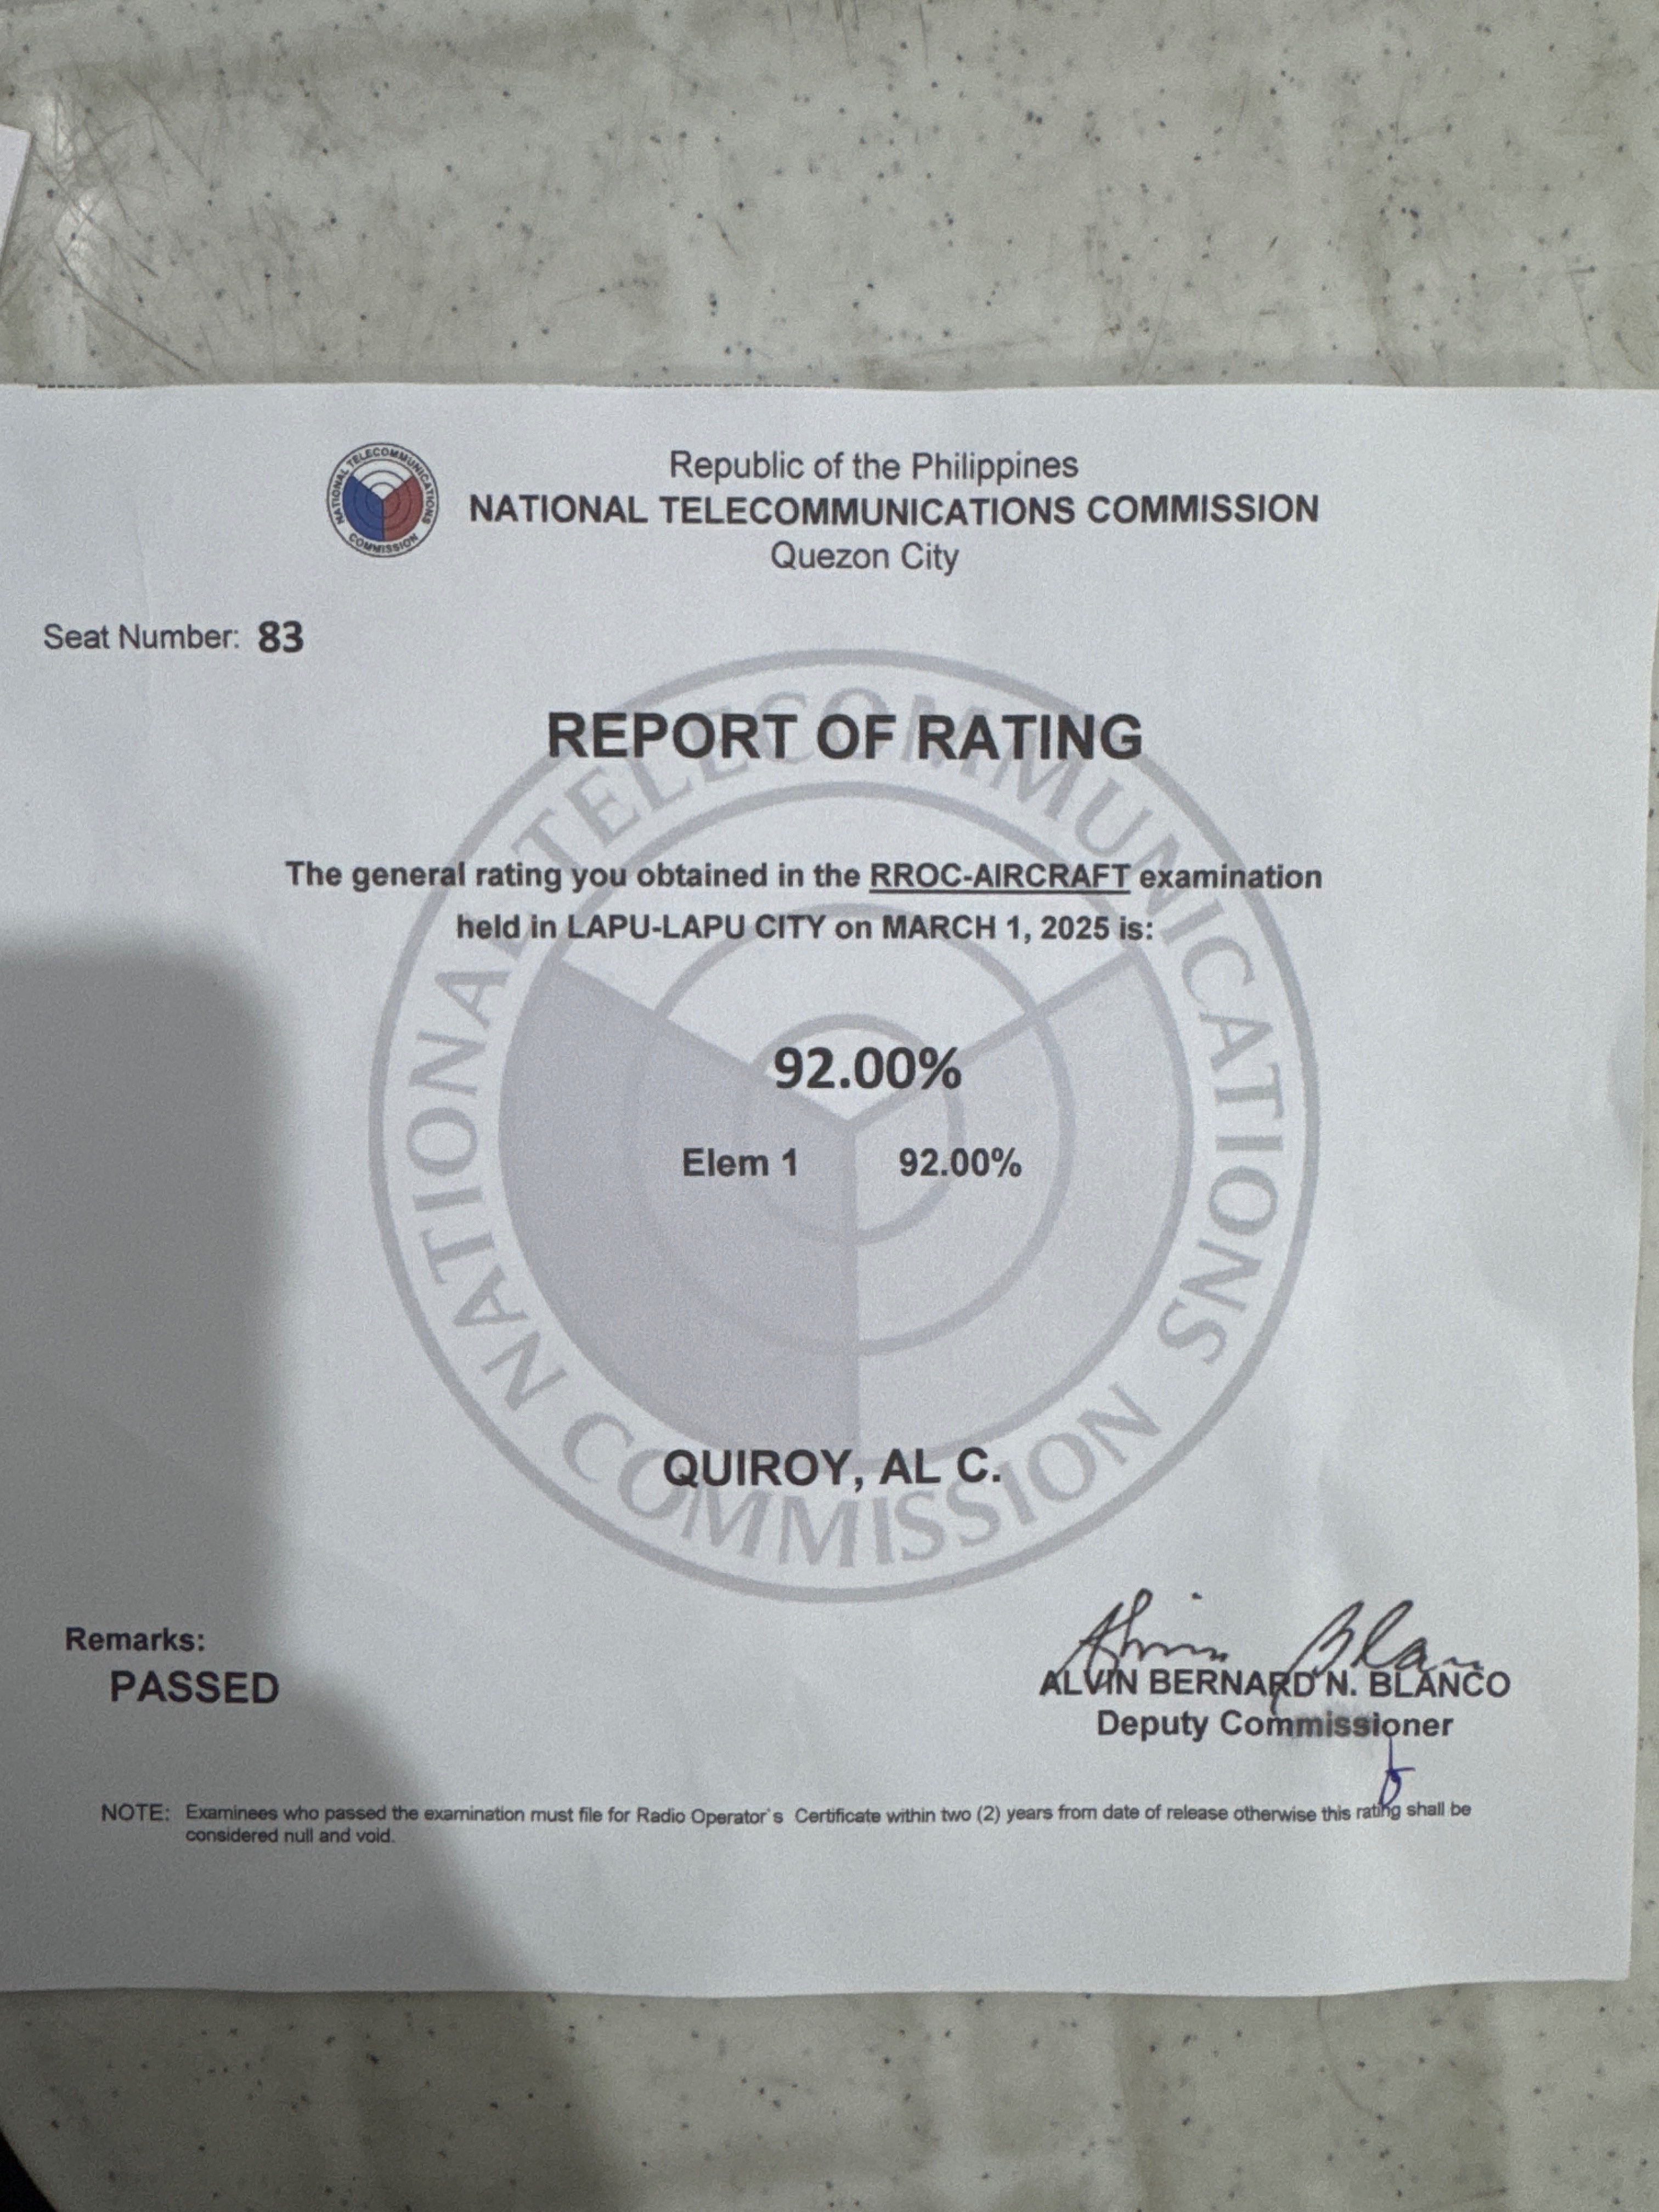 NATIONAL TELECOMMUNICATIONS COMMISSION
Republic of the Philippines
NATIONAL TELECOMMUNICATIONS COMMISSION
Quezon City
Seat Number: 83
NATIONAL TELECOMMUNICATIONS COMMISSION
REPORT OF RATING
The general rating you obtained in the RROC-AIRCRAFT examination
held in LAPU-LAPU CITY on MARCH 1, 2025 is:
92.00%
Elem 1 92.00%
QUIROY, AL C.
Remarks:
PASSED
Alvin Blanco
ALVIN BERNARD N. BLANCO
Deputy Commissioner
NOTE: Examinees who passed the examination must file for Radio Operator`s Certificate within two (2) years from date of release otherwise this rating shall be
considered null and void.